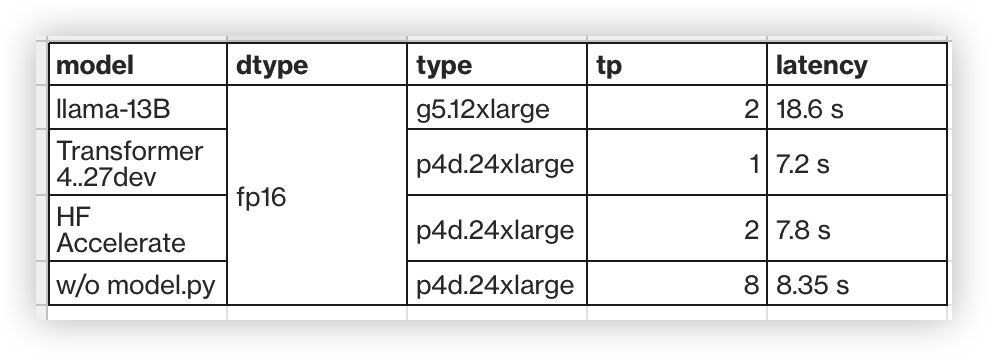 model dtype type tp latency
llama-13B fp16 g5.12xlarge 2 18.6 s
Transformer
4..27dev p4d.24xlarge 1 7.2 s
HF
Accelerate p4d.24xlarge 2 7.8 s
w/o model.py p4d.24xlarge 8 8.35 s